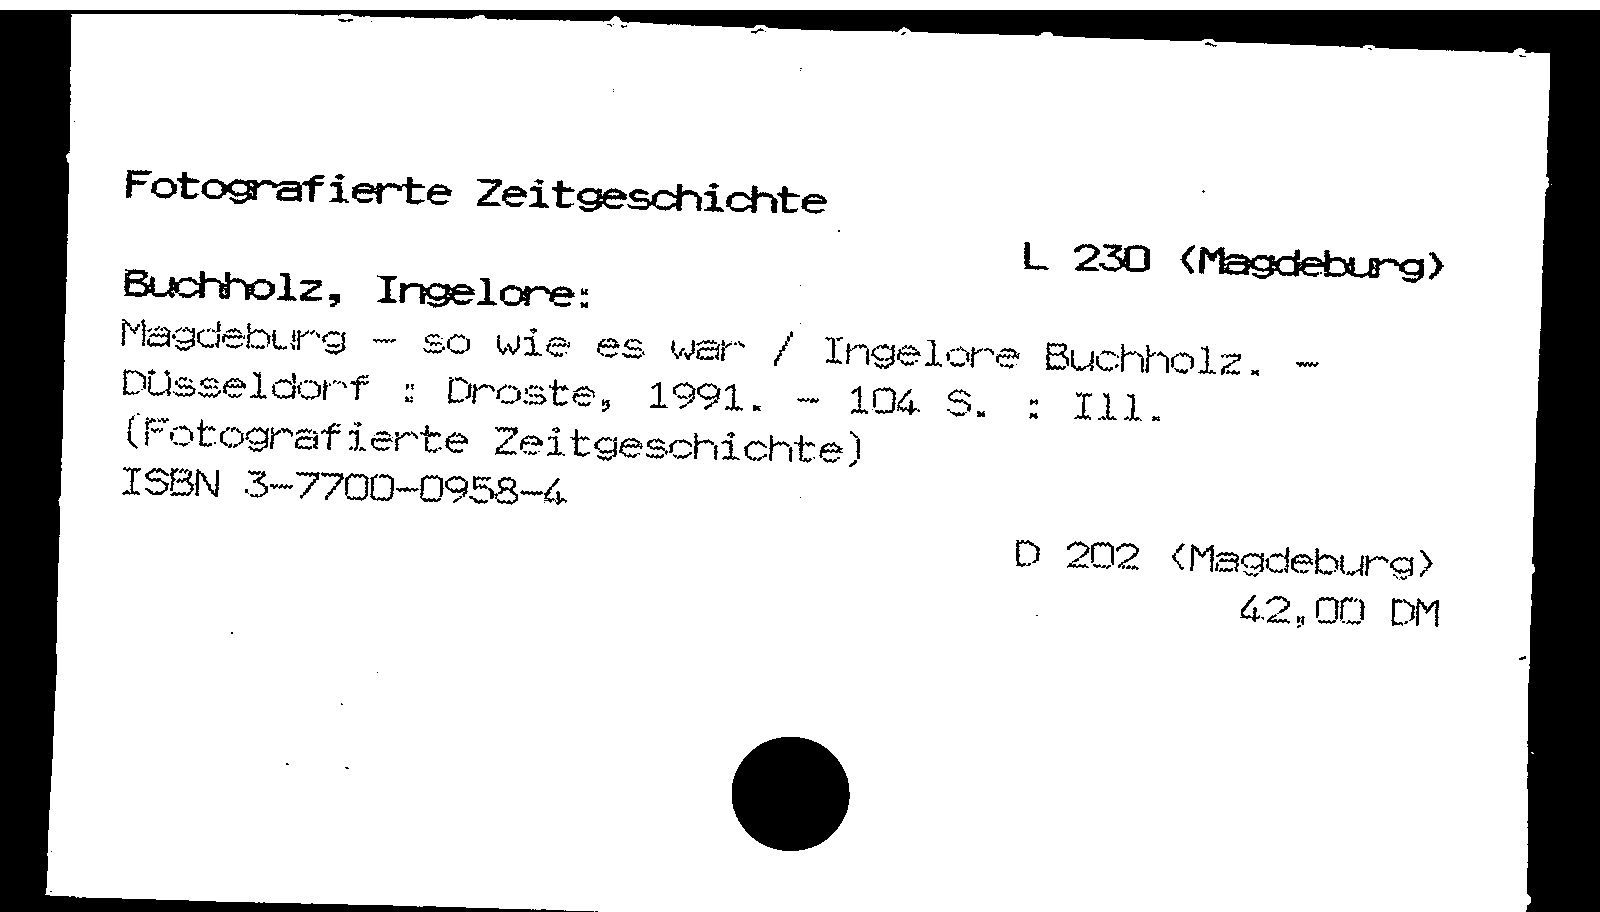 Fotografierte Zeitgeschichte
L 230 (Magdeburg)
Buchholz, Ingelore:
Magdeburg - so wie es war / Ingelore Buchholz. -
Düsseldorf : Droste, 1991. - 104 S. : Ill.
(Fotografierte Zeitgeschichte)
ISBN 3-7700-0958-4
D 202 (Magdeburg)
42,00 DM